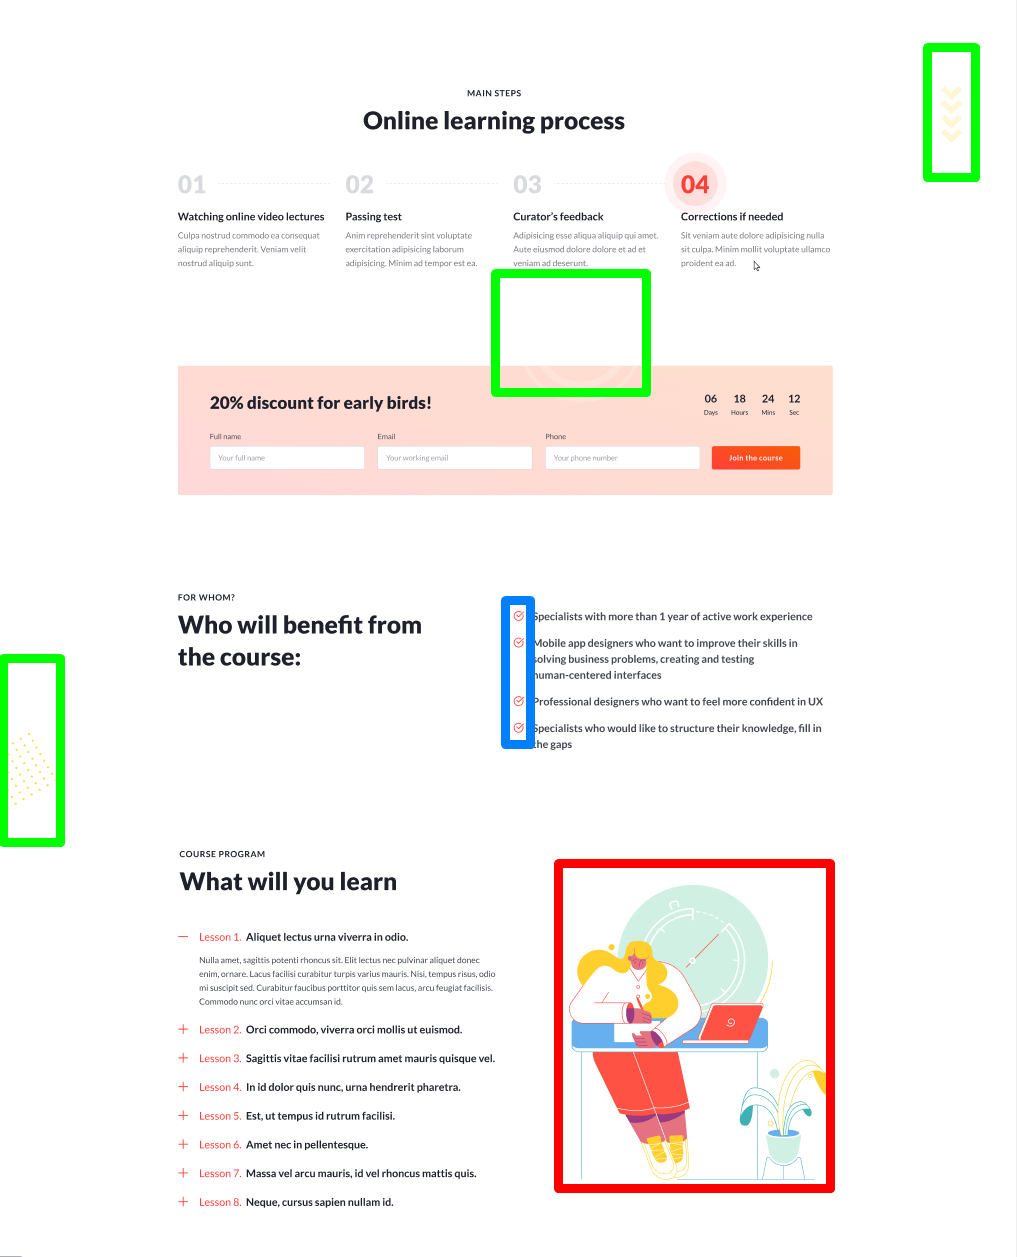 MAIN STEPS
Online learning process
01
02
03
04
Watching online video lectures
Culpa nostrud commodo ea consequat
aliquip reprehenderit. Veniam velit
nostrud aliquip sunt.
Passing test
Anim reprehenderit sint voluptate
exercitation adipisicing laborum
adipisicing. Minim ad tempor est ea.
Curator's feedback
Adipisicing esse aliqua aliquip qui amet.
Aute eiusmod dolore dolore et ad et
veniam ad deserunt.
Corrections if needed
Sit veniam aute dolore adipisicing nulla
sit culpa. Minim mollit voluptate ullamco
proident ea ad.
20% discount for early birds!
06 18 24 12
Days Hours Mins Sec
Full name
Email
Phone
Your full name
Your working email
Your phone number
Join the course
FOR WHOM?
Who will benefit from
the course:
Specialists with more than 1 year of active work experience
Mobile app designers who want to improve their skills in
solving business problems, creating and testing
human-centered interfaces
Professional designers who want to feel more confident in UX
Specialists who would like to structure their knowledge, fill in
the gaps
COURSE PROGRAM
What will you learn
Lesson 1. Aliquet lectus urna viverra in odio.
Nulla amet, sagittis potenti rhoncus sit. Elit lectus nec pulvinar aliquet donec
enim, ornare. Lacus facilisi curabitur turpis varius mauris. Nisi, tempus risus, odio
mi suscipit sed. Curabitur faucibus porttitor quis sem lacus, arcu feugiat facilisis.
Commodo nunc orci vitae accumsan id.
Lesson 2. Orci commodo, viverra orci mollis ut euismod.
Lesson 3. Sagittis vitae facilisi rutrum amet mauris quisque vel.
Lesson 4. In id dolor quis nunc, urna hendrerit pharetra.
Lesson 5. Est, ut tempus id rutrum facilisi.
Lesson 6. Amet nec in pellentesque.
Lesson 7. Massa vel arcu mauris, id vel rhoncus mattis quis.
Lesson 8. Neque, cursus sapien nullam id.